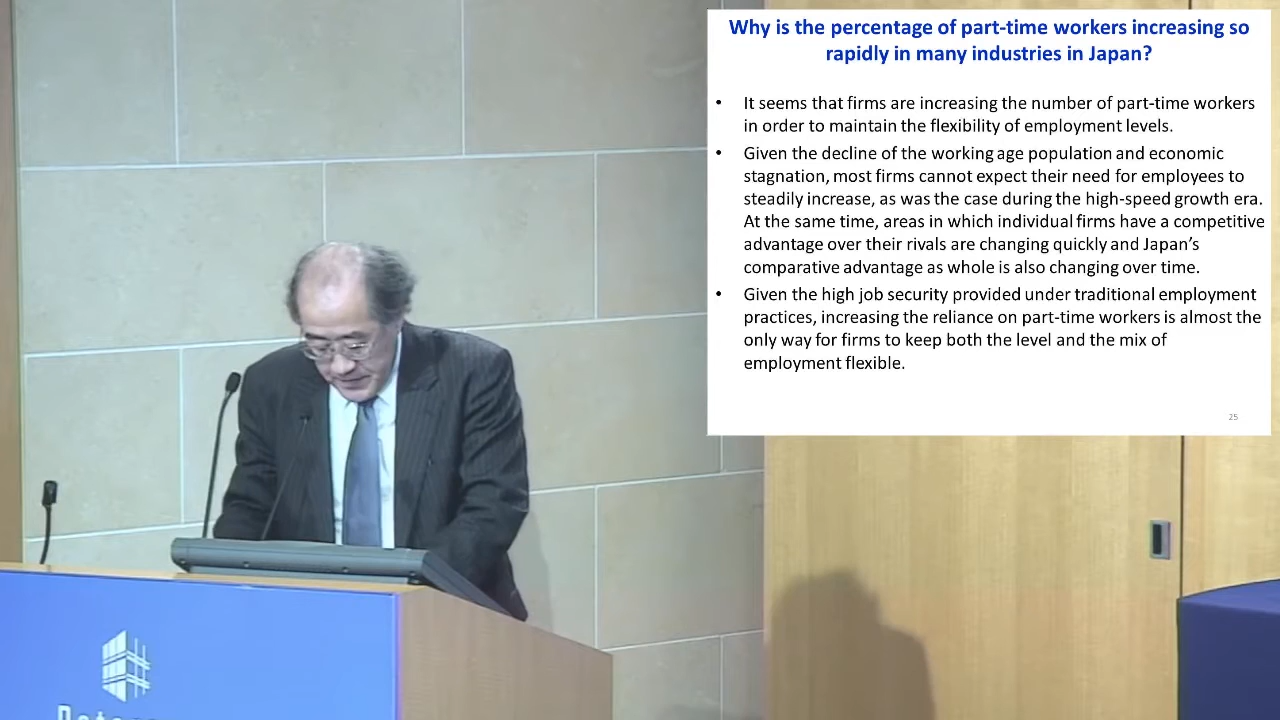 Why is the percentage of part-time workers increasing so
rapidly in many industries in Japan?
• It seems that firms are increasing the number of part-time workers
in order to maintain the flexibility of employment levels.
• Given the decline of the working age population and economic
stagnation, most firms cannot expect their need for employees to
steadily increase, as was the case during the high-speed growth era.
At the same time, areas in which individual firms have a competitive
advantage over their rivals are changing quickly and Japan’s
comparative advantage as whole is also changing over time.
• Given the high job security provided under traditional employment
practices, increasing the reliance on part-time workers is almost the
only way for firms to keep both the level and the mix of
employment flexible.
25